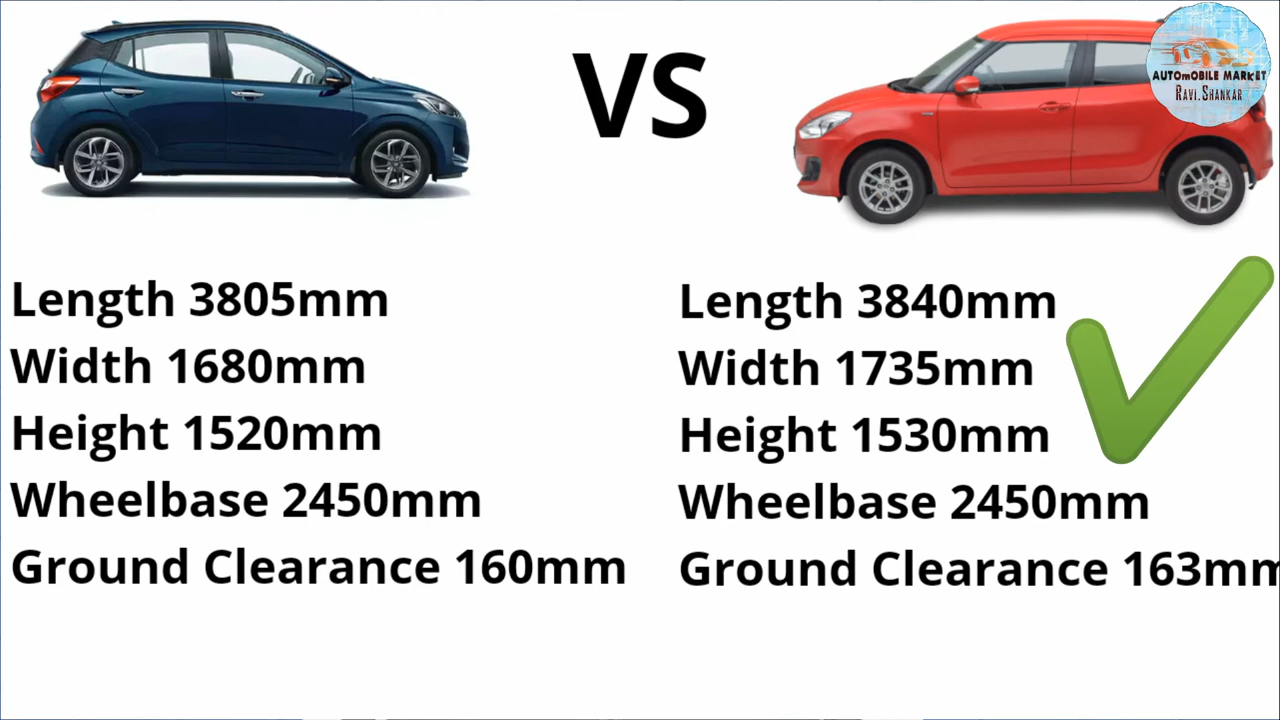 VS
AUTOmOBILE MARKET
RAVI.SHANKAR
Length 3805mm
Width 1680mm
Height 1520mm
Wheelbase 2450mm
Ground Clearance 160mm
Length 3840mm
Width 1735mm
Height 1530mm
Wheelbase 2450mm
Ground Clearance 163mm